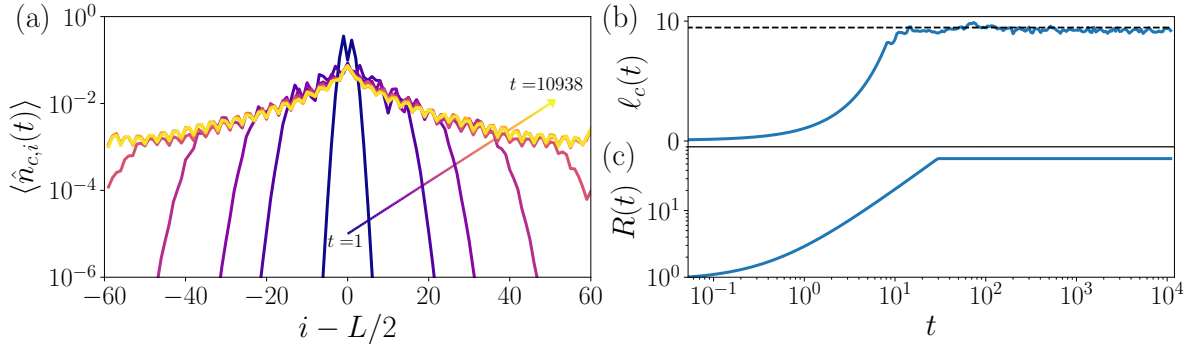 (a)
10^0
10^{-2}
10^{-4}
10^{-6}
⟨n̂_{c,i}(t)⟩
t=10938
t=1
−60 −40 −20 0 20 40 60
i − L/2
(b)
10
0
ℓ_c(t)
(c)
10^1
10^0
R(t)
10^{-1} 10^0 10^1 10^2 10^3 10^4
t